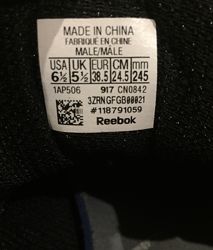 MADE IN CHINA
FABRIQUÉ EN CHINE
MALE/MALE
USA UK EUR CM mm
6½ 5½ 38.5 24.5 245
1AP506 917 CN0842
3ZRNGFGB00021
#118791059
Reebok